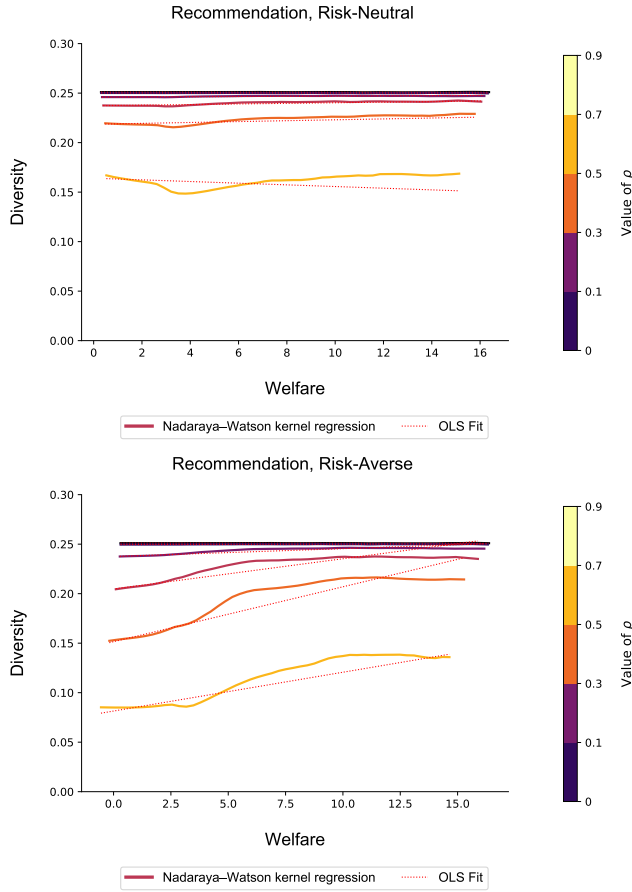 Recommendation, Risk-Neutral
0.30
0.25
0.20
0.15
0.10
0.05
0.00
Diversity
0 2 4 6 8 10 12 14 16
Welfare
0.9
0.7
0.5
0.3
0.1
0
Value of ρ
Nadaraya–Watson kernel regression OLS Fit
Recommendation, Risk-Averse
0.30
0.25
0.20
0.15
0.10
0.05
0.00
Diversity
0.0 2.5 5.0 7.5 10.0 12.5 15.0
Welfare
0.9
0.7
0.5
0.3
0.1
0
Value of ρ
Nadaraya–Watson kernel regression OLS Fit